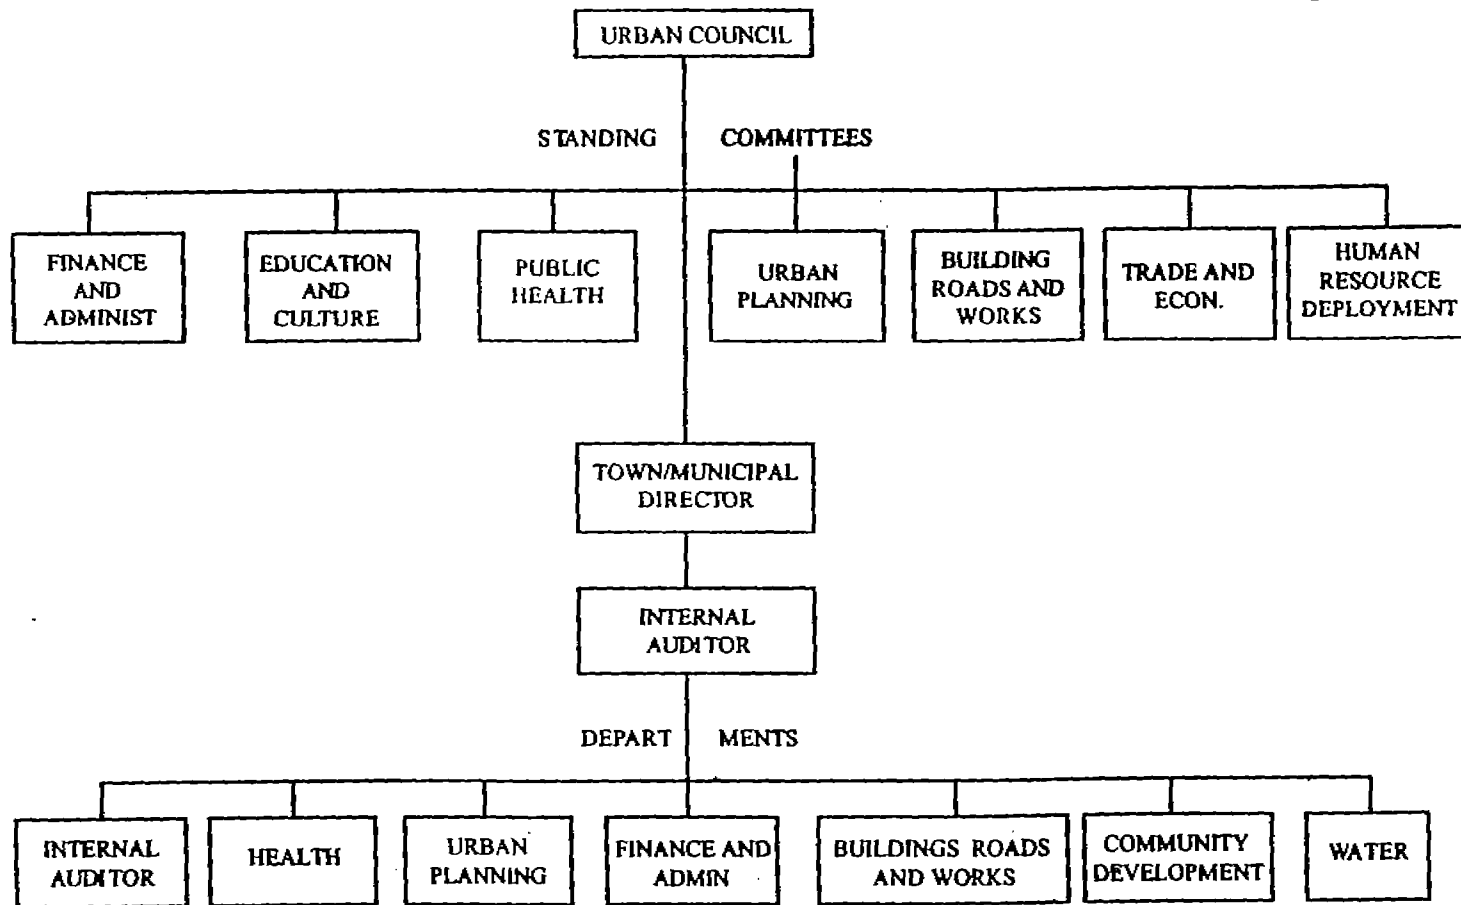 URBAN COUNCIL
STANDING COMMITTEES
FINANCE
AND
ADMINIST
EDUCATION
AND
CULTURE
PUBLIC
HEALTH
URBAN
PLANNING
BUILDING
ROADS AND
WORKS
TRADE AND
ECON.
HUMAN
RESOURCE
DEPLOYMENT
TOWN/MUNICIPAL
DIRECTOR
INTERNAL
AUDITOR
DEPART MENTS
INTERNAL
AUDITOR
HEALTH
URBAN
PLANNING
FINANCE AND
ADMIN
BUILDINGS ROADS
AND WORKS
COMMUNITY
DEVELOPMENT
WATER